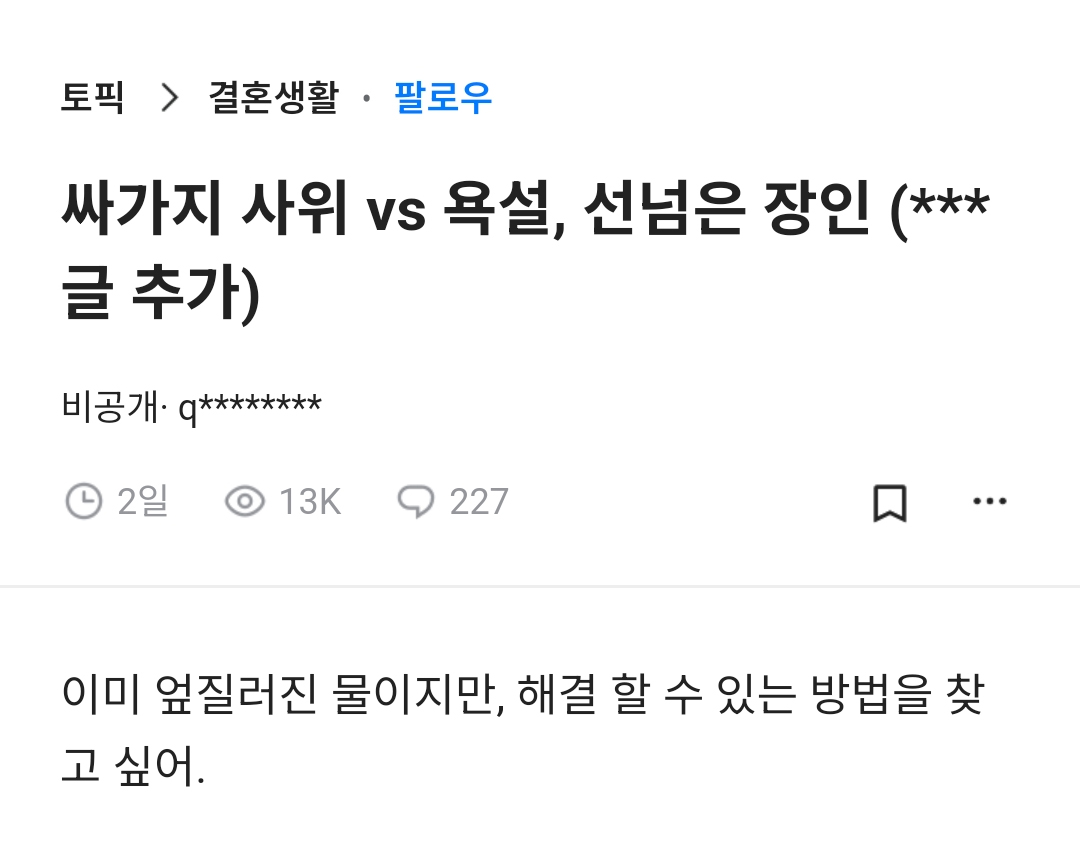 토픽 > 결혼생활 · 팔로우
싸가지 사위 vs 욕설, 선넘은 장인 (***
글 추가)
비공개· q********
2일 13K 227
이미 엎질러진 물이지만, 해결 할 수 있는 방법을 찾
고 싶어.